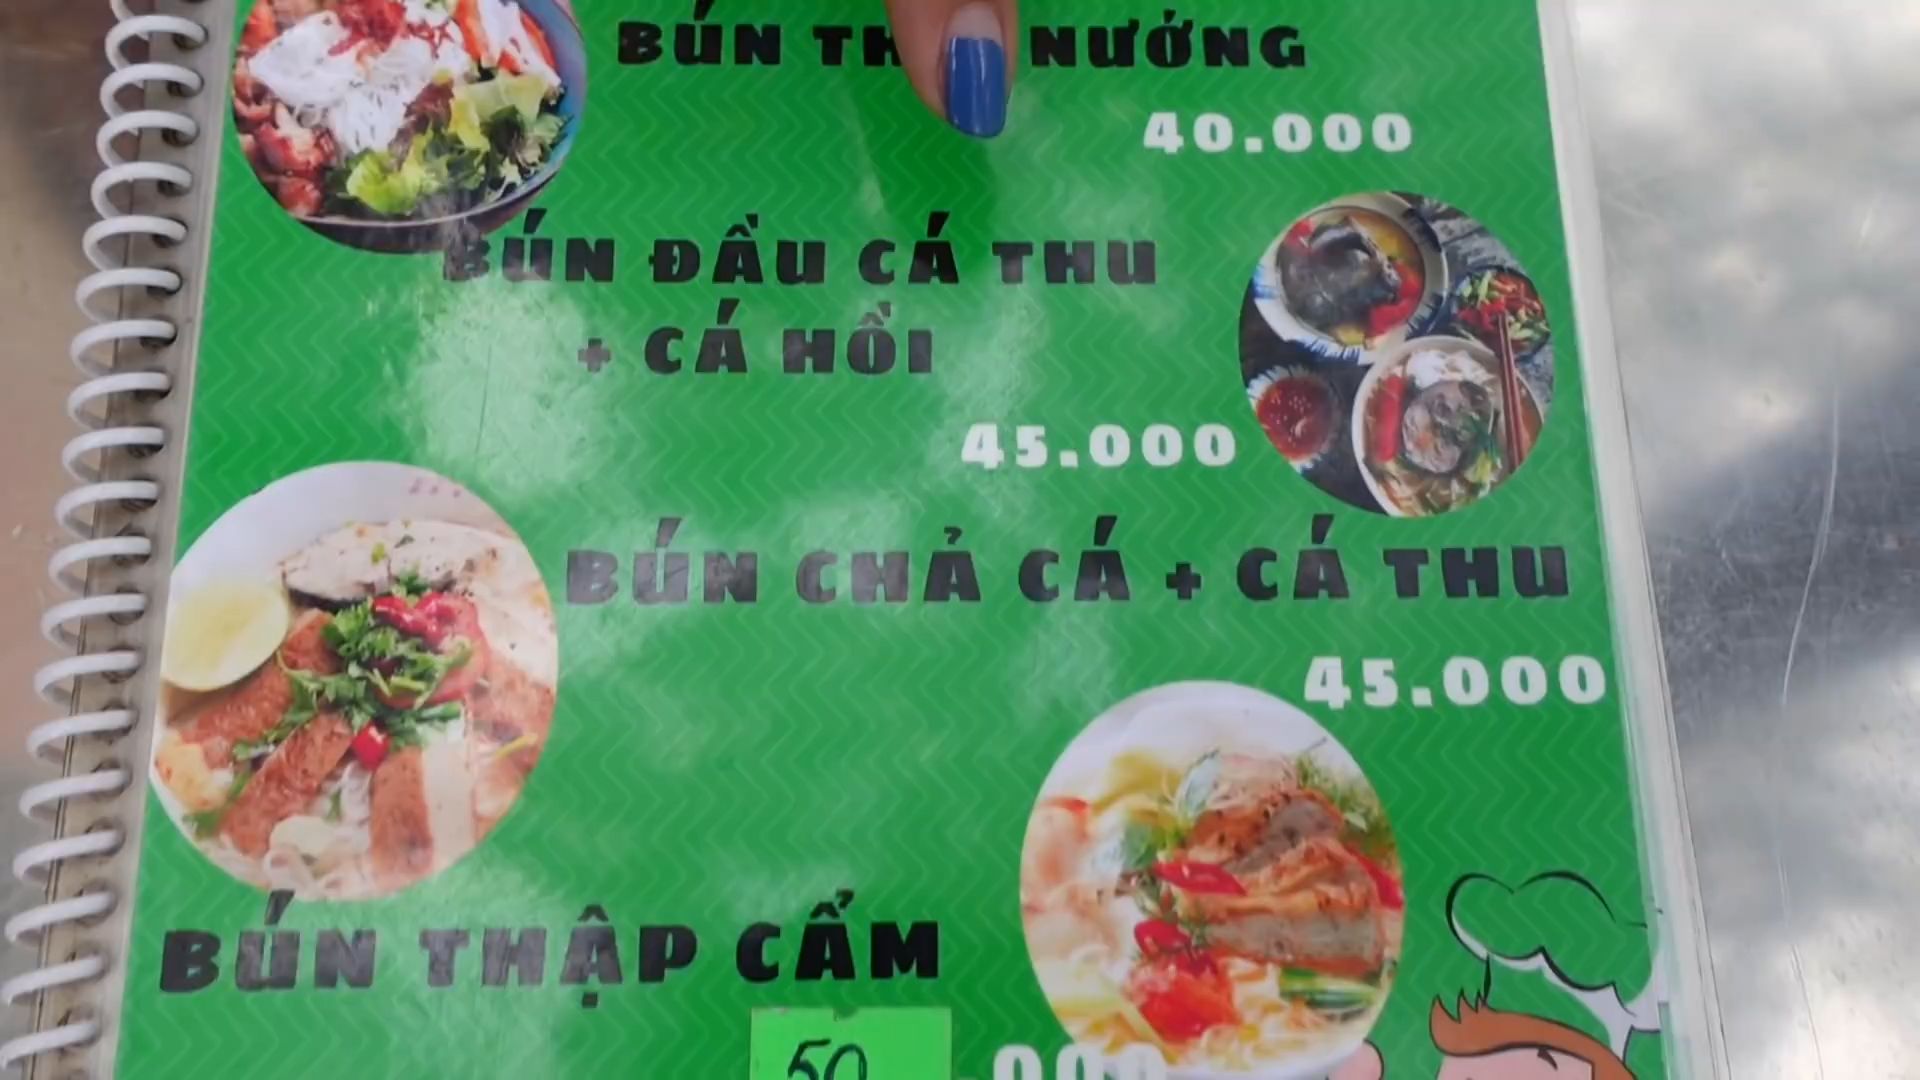 BÚN NƯỚNG
40.000
BÚN ĐẦU CÁ THU
+ CÁ HỒI
45.000
BÚN CHẢ CÁ + CÁ THU
45.000
BÚN THẬP CẨM
50.000